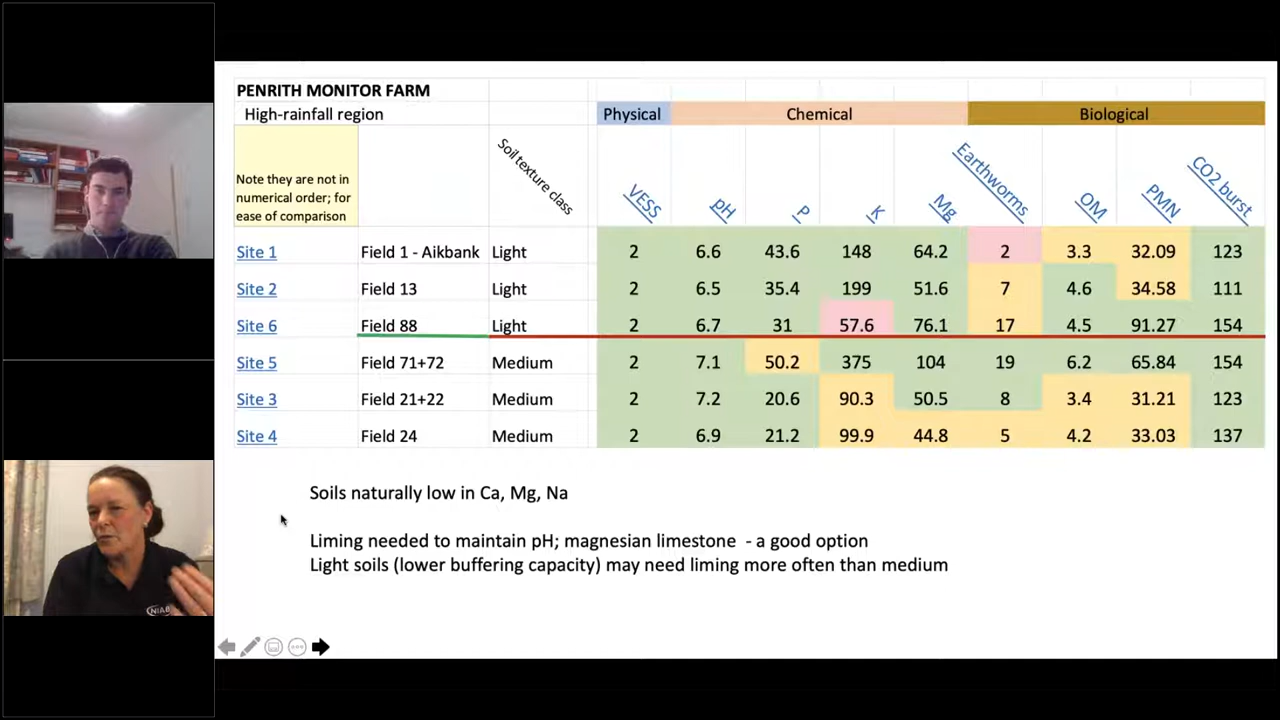 PENRITH MONITOR FARM
High-rainfall region
Physical Chemical Biological
Note they are not in
numerical order; for
ease of comparison
Soil texture class VESS pH P K Mg Earthworms OM PMN CO2 burst
Site 1 Field 1 - Aikbank Light 2 6.6 43.6 148 64.2 2 3.3 32.09 123
Site 2 Field 13 Light 2 6.5 35.4 199 51.6 7 4.6 34.58 111
Site 6 Field 88 Light 2 6.7 31 57.6 76.1 17 4.5 91.27 154
Site 5 Field 71+72 Medium 2 7.1 50.2 375 104 19 6.2 65.84 154
Site 3 Field 21+22 Medium 2 7.2 20.6 90.3 50.5 8 3.4 31.21 123
Site 4 Field 24 Medium 2 6.9 21.2 99.9 44.8 5 4.2 33.03 137
Soils naturally low in Ca, Mg, Na
Liming needed to maintain pH; magnesian limestone - a good option
Light soils (lower buffering capacity) may need liming more often than medium
NIAB